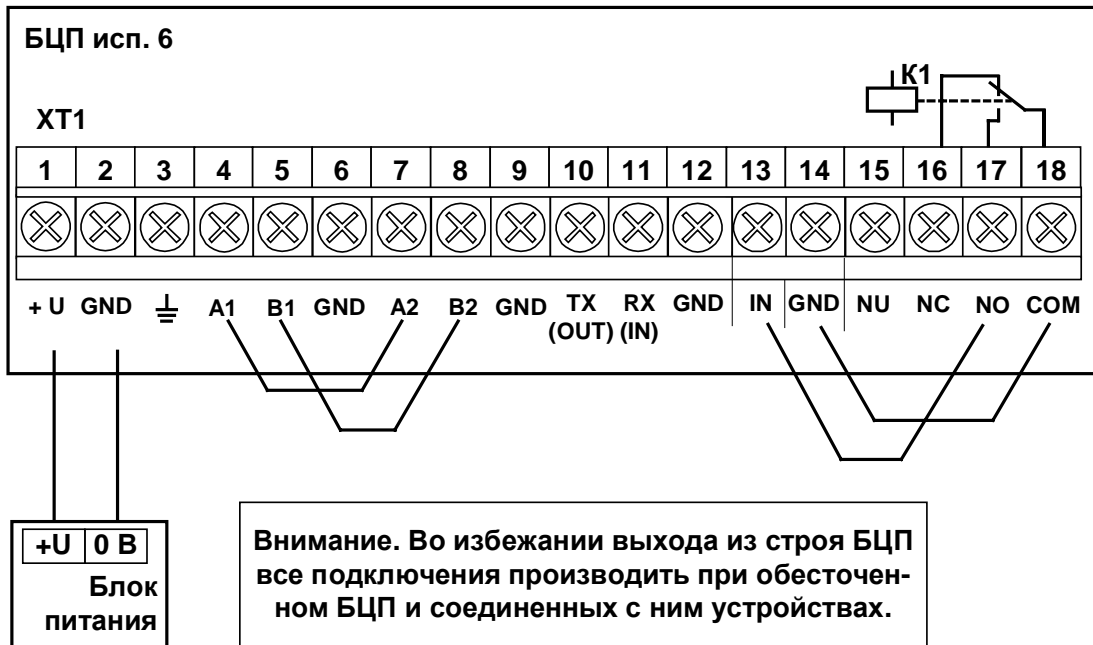 БЦП исп. 6
К1
XT1
1 2 3 4 5 6 7 8 9 10 11 12 13 14 15 16 17 18
+ U GND A1 B1 GND A2 B2 GND TX (OUT) RX (IN) GND IN GND NU NC NO COM
+U 0 В
Блок
питания
Внимание. Во избежании выхода из строя БЦП
все подключения производить при обесточен-
ном БЦП и соединенных с ним устройствах.